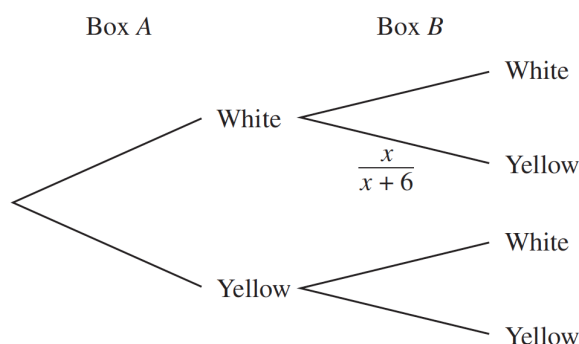 Box A Box B
White
White
x
x + 6
Yellow
White
Yellow
Yellow